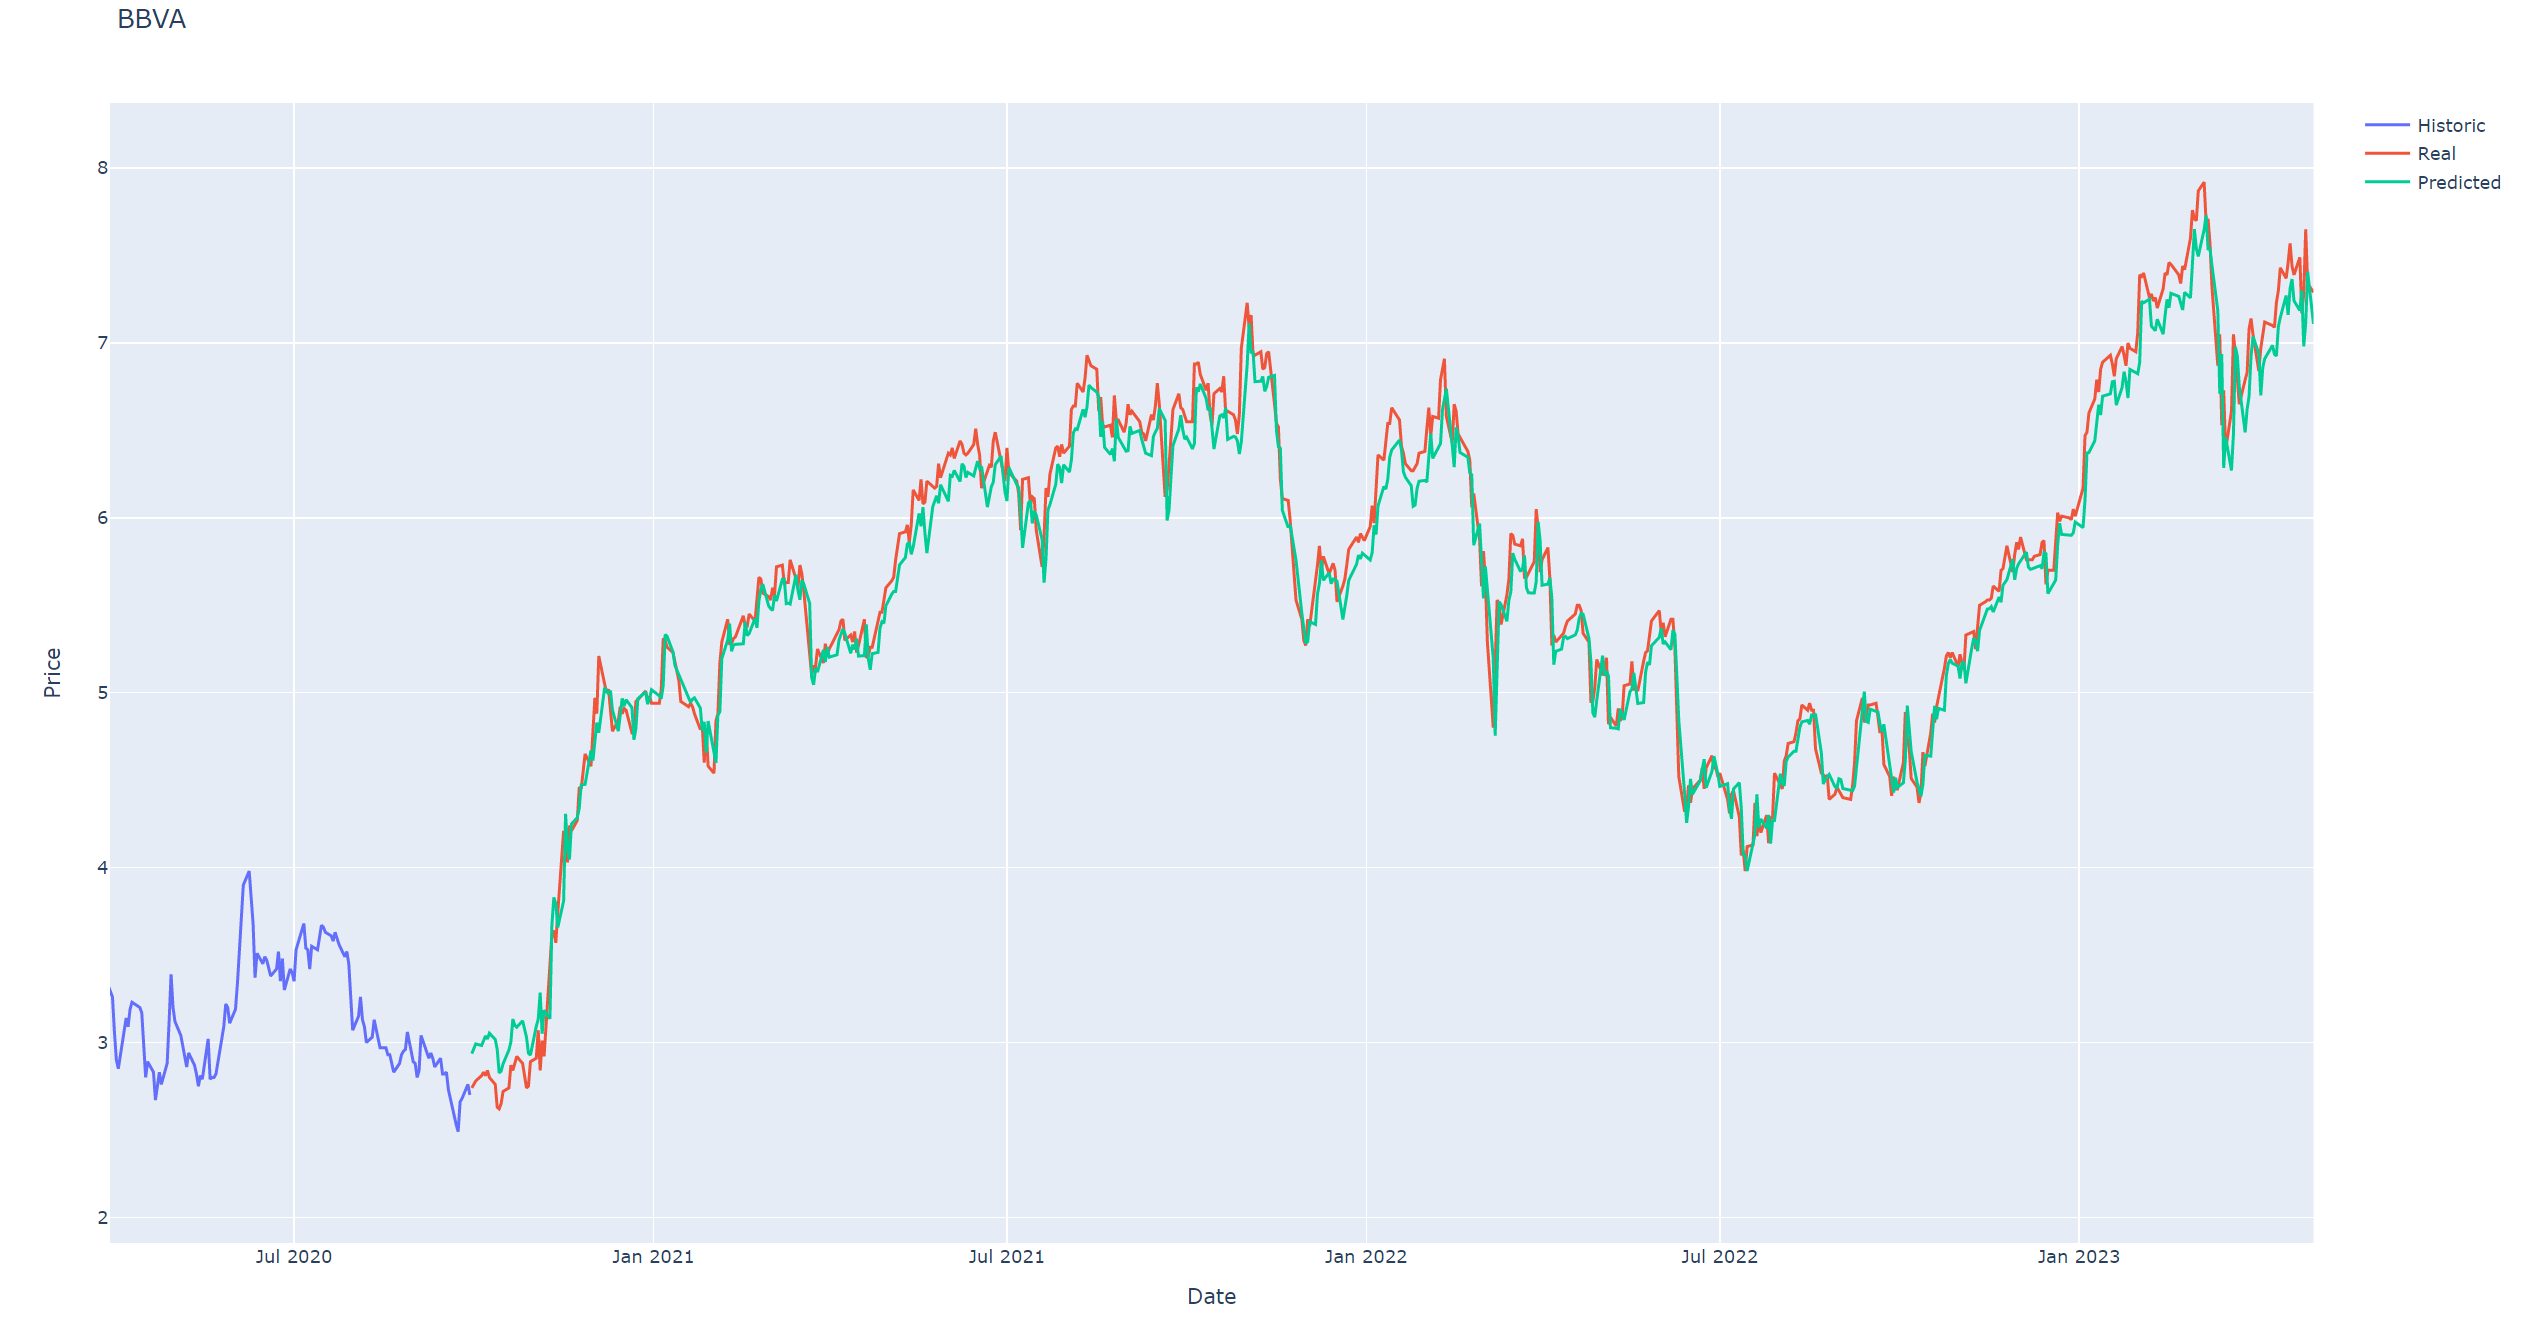 BBVA
Historic
Real
Predicted
8
7
6
5
4
3
2
Price
Jul 2020
Jan 2021
Jul 2021
Jan 2022
Jul 2022
Jan 2023
Date